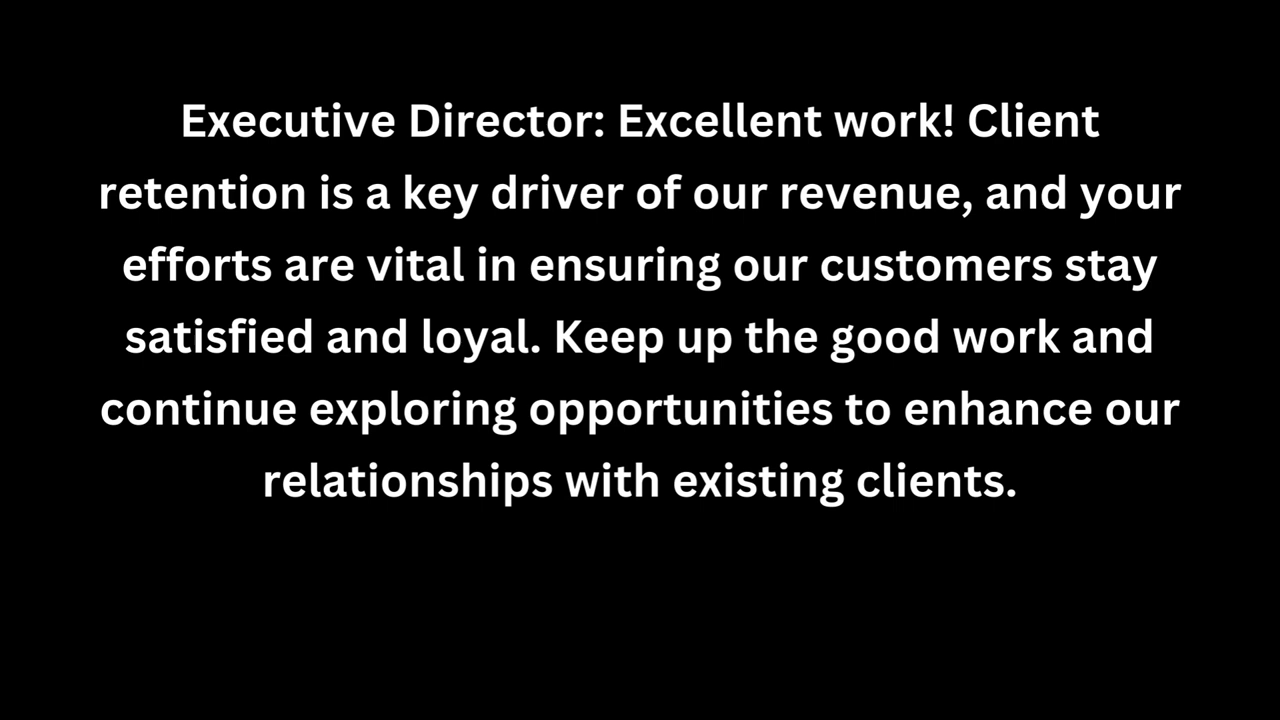 Executive Director: Excellent work! Client
retention is a key driver of our revenue, and your
efforts are vital in ensuring our customers stay
satisfied and loyal. Keep up the good work and
continue exploring opportunities to enhance our
relationships with existing clients.